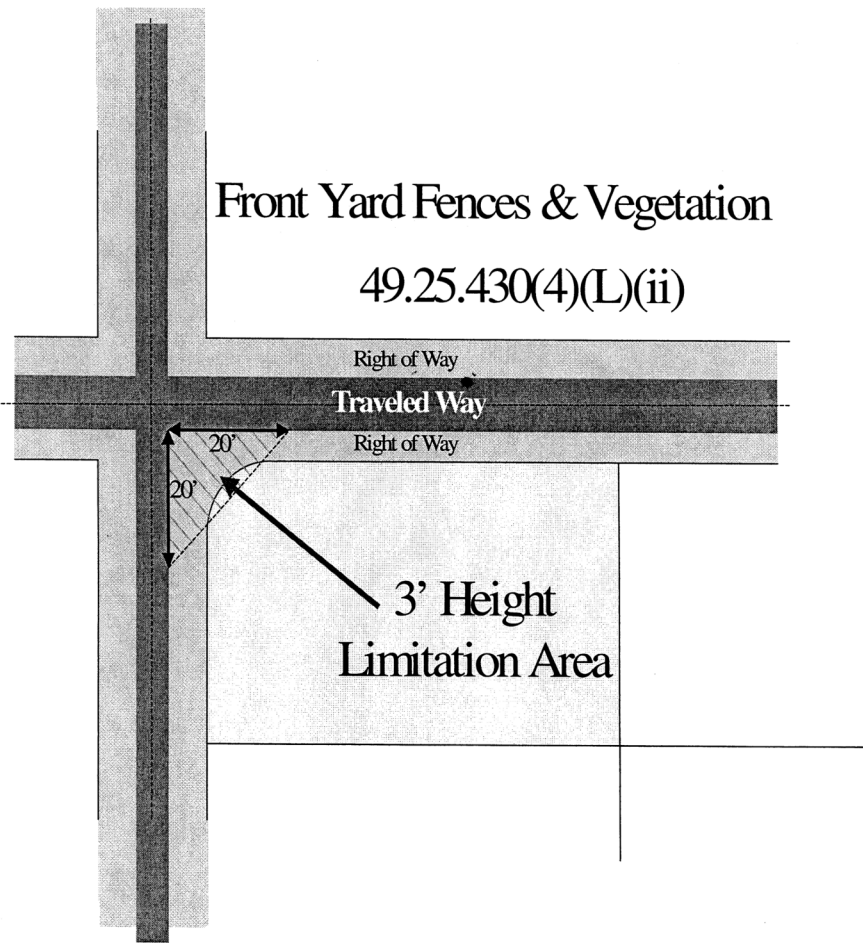 Front Yard Fences & Vegetation
49.25.430(4)(L)(ii)
Right of Way
Traveled Way
Right of Way
20'
20'
3' Height
Limitation Area